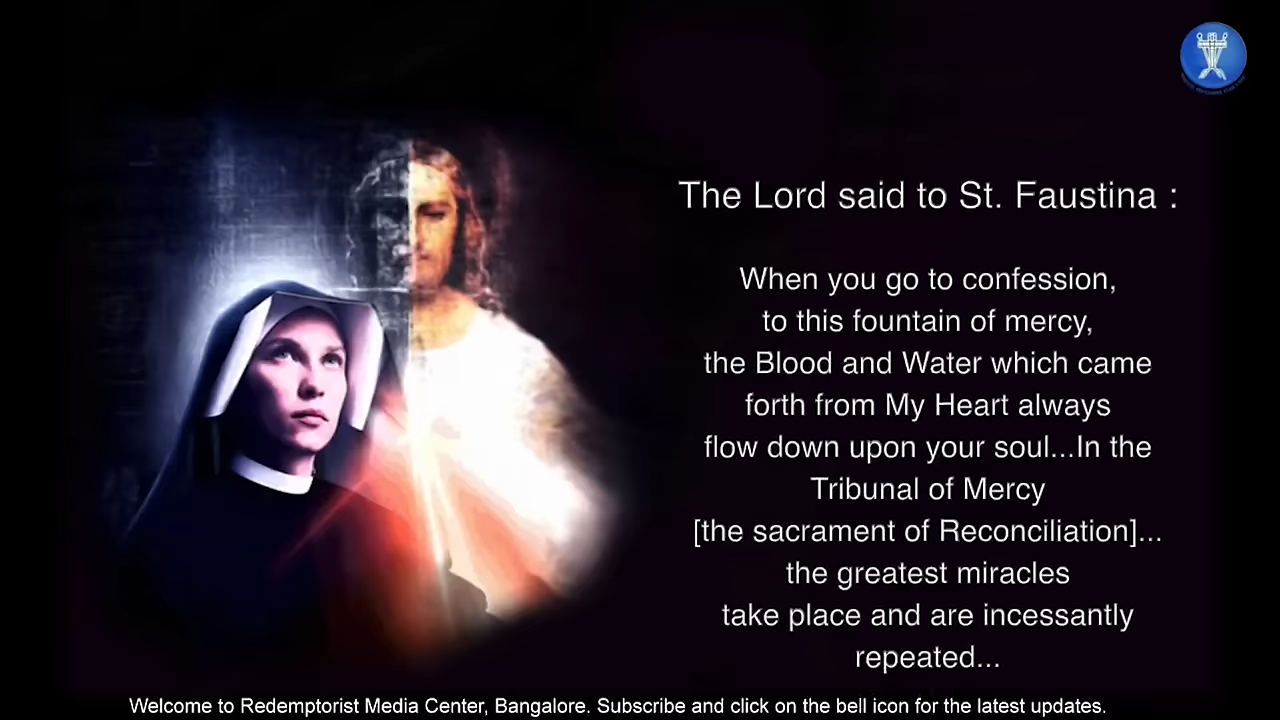 The Lord said to St. Faustina :
When you go to confession,
to this fountain of mercy,
the Blood and Water which came
forth from My Heart always
flow down upon your soul...In the
Tribunal of Mercy
[the sacrament of Reconciliation]...
the greatest miracles
take place and are incessantly
repeated...
Welcome to Redemptorist Media Center, Bangalore. Subscribe and click on the bell icon for the latest updates.